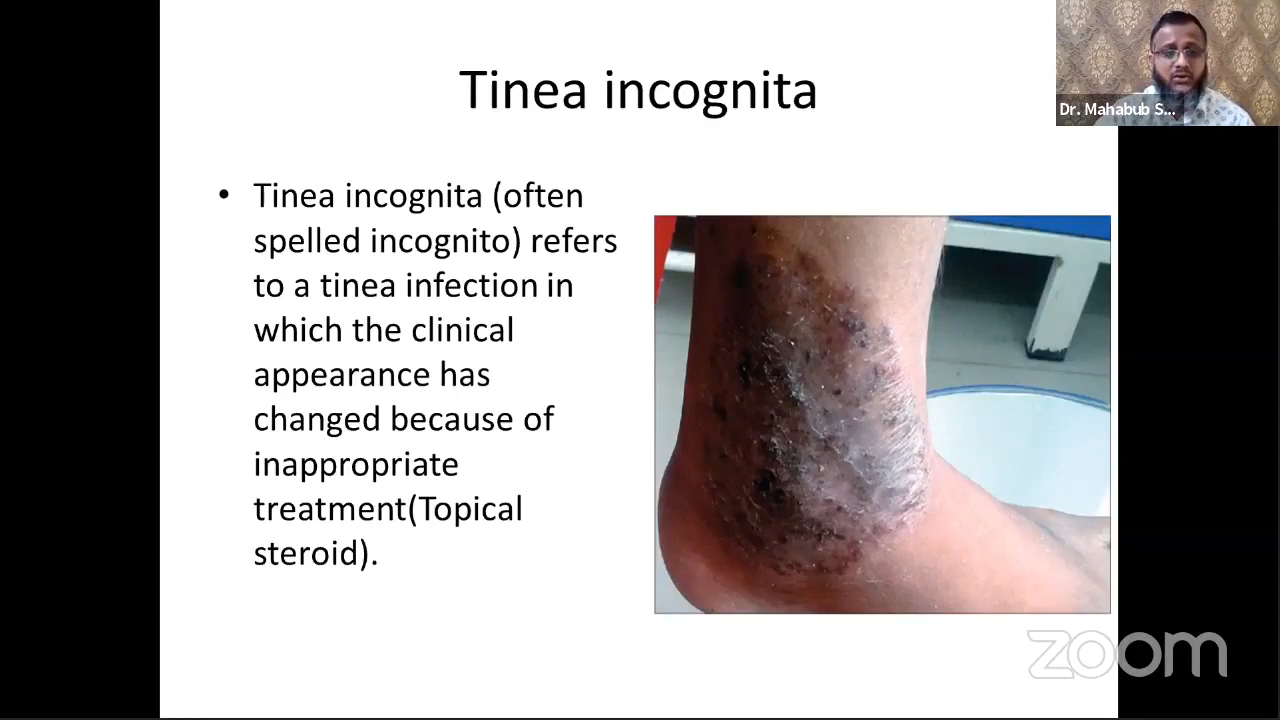 Tinea incognita
Dr. Mahabub S...
• Tinea incognita (often
spelled incognito) refers
to a tinea infection in
which the clinical
appearance has
changed because of
inappropriate
treatment(Topical
steroid).
zoom